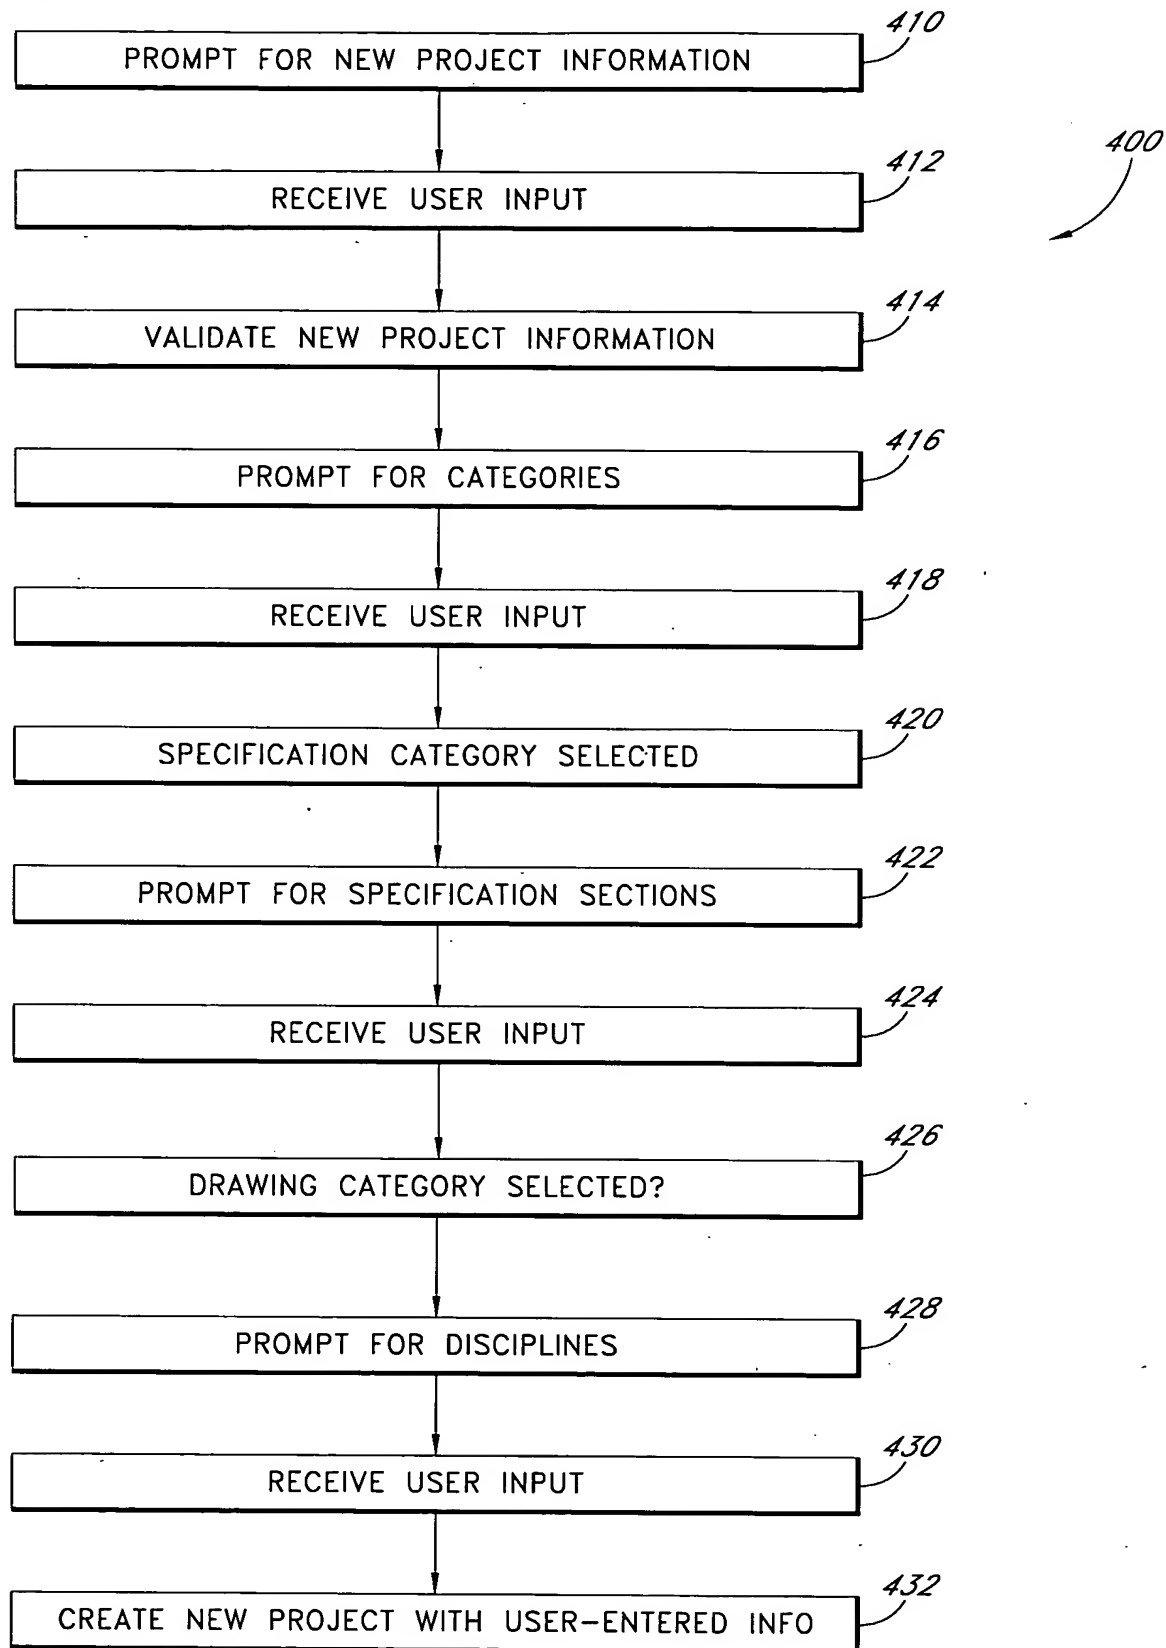 410
PROMPT FOR NEW PROJECT INFORMATION
400
412
RECEIVE USER INPUT
414
VALIDATE NEW PROJECT INFORMATION
416
PROMPT FOR CATEGORIES
418
RECEIVE USER INPUT
420
SPECIFICATION CATEGORY SELECTED
422
PROMPT FOR SPECIFICATION SECTIONS
424
RECEIVE USER INPUT
426
DRAWING CATEGORY SELECTED?
428
PROMPT FOR DISCIPLINES
430
RECEIVE USER INPUT
432
CREATE NEW PROJECT WITH USER-ENTERED INFO